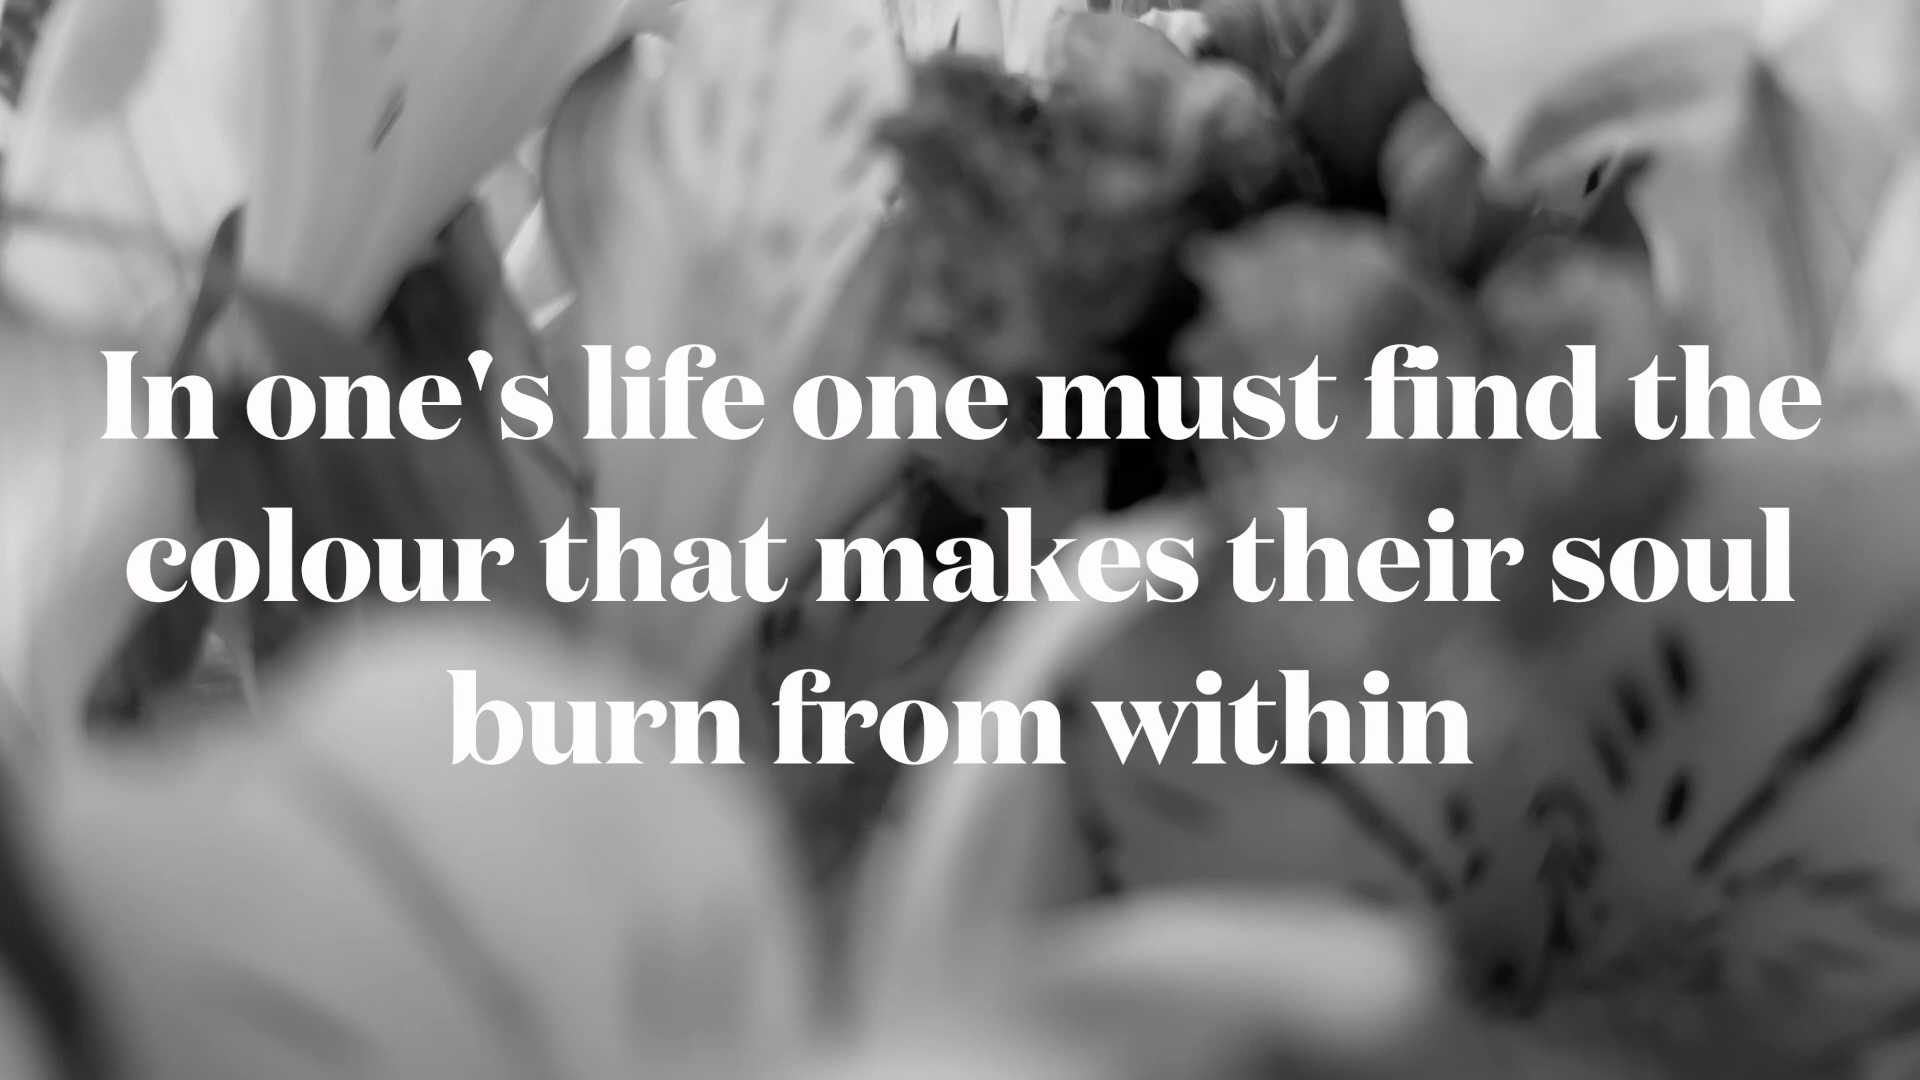 In one's life one must find the
colour that makes their soul
burn from within